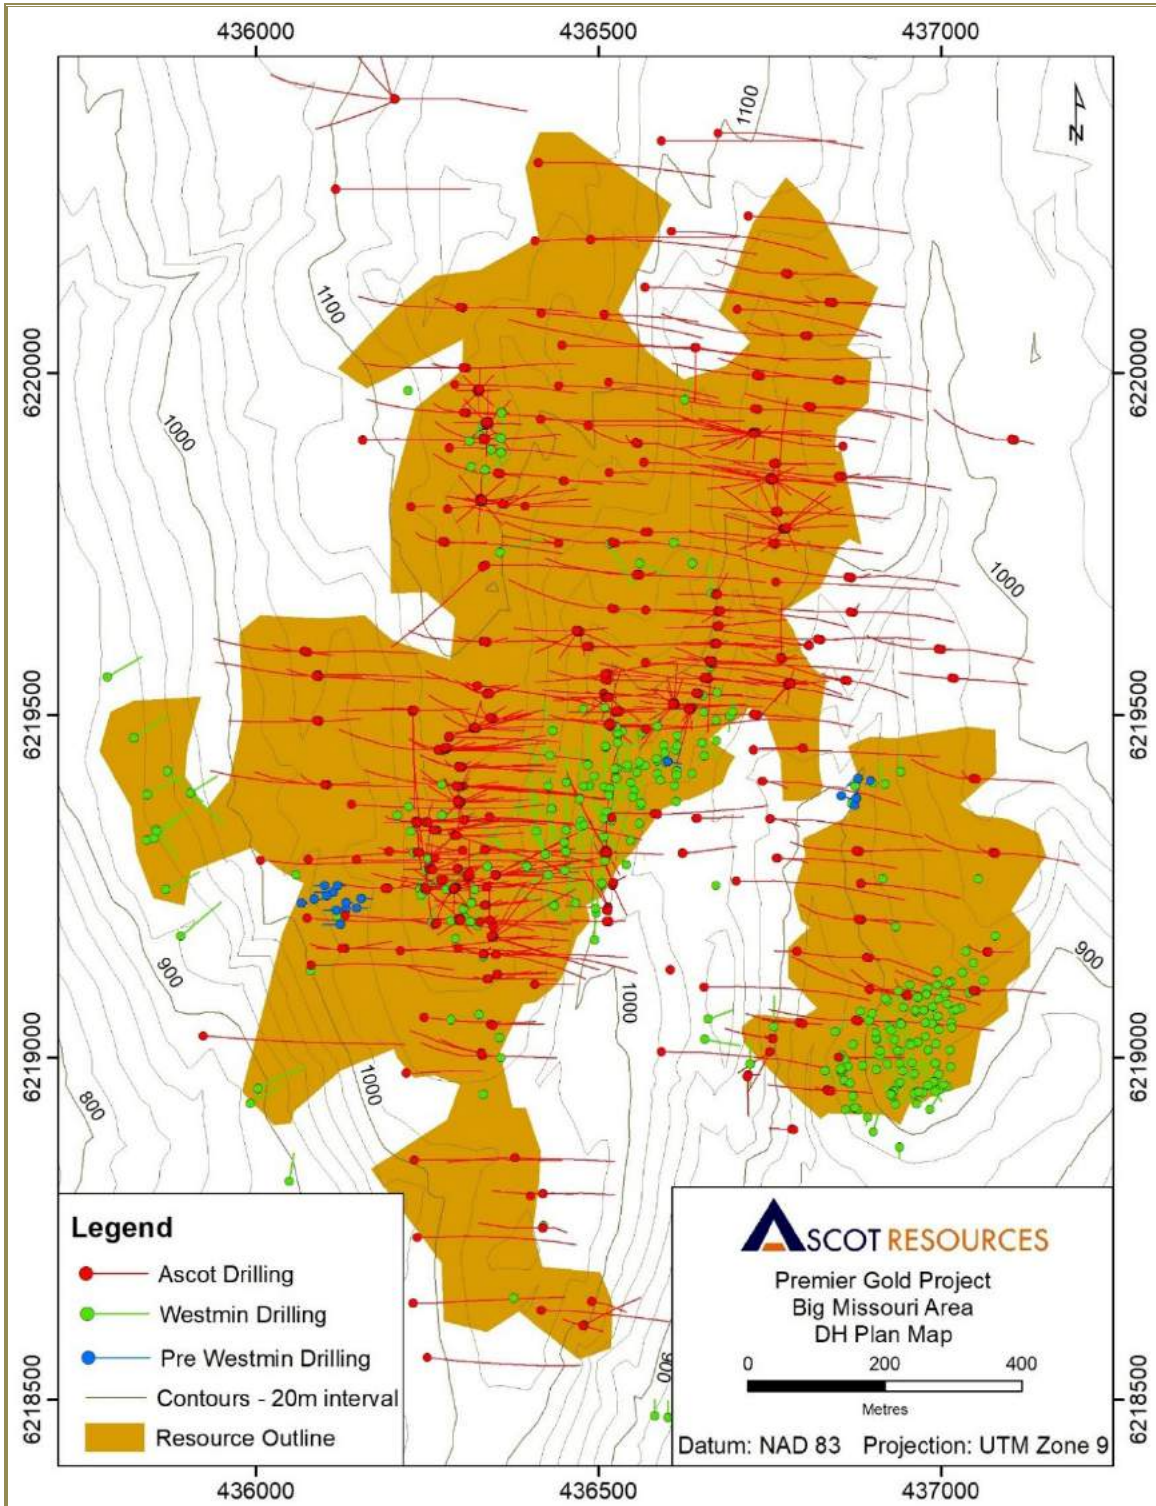 436000 436500 437000
1100
N
1100
6220000 6220000
1000
1000
6219500 6219500
900
900
1000
6219000 6219000
1000
800
Legend
Ascot Drilling
Westmin Drilling
Pre Westmin Drilling
Contours - 20m interval
Resource Outline
900
ASCOT RESOURCES
Premier Gold Project
Big Missouri Area
DH Plan Map
0 200 400
Metres
Datum: NAD 83 Projection: UTM Zone 9
6218500 6218500
436000 436500 437000